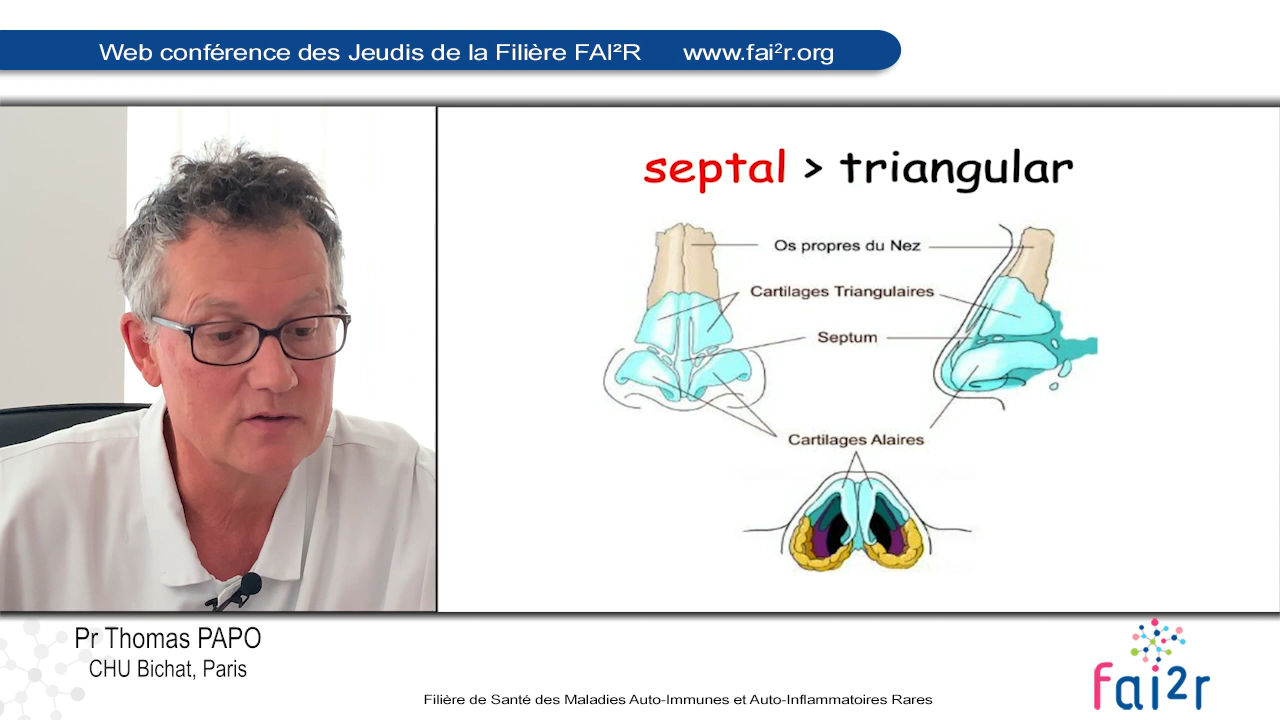 Web conférence des Jeudis de la Filière FAI²R www.fai²r.org
septal > triangular
Os propres du Nez
Cartilages Triangulaires
Septum
Cartilages Alaires
Pr Thomas PAPO
CHU Bichat, Paris
Filière de Santé des Maladies Auto-Immunes et Auto-Inflammatoires Rares
fai2r